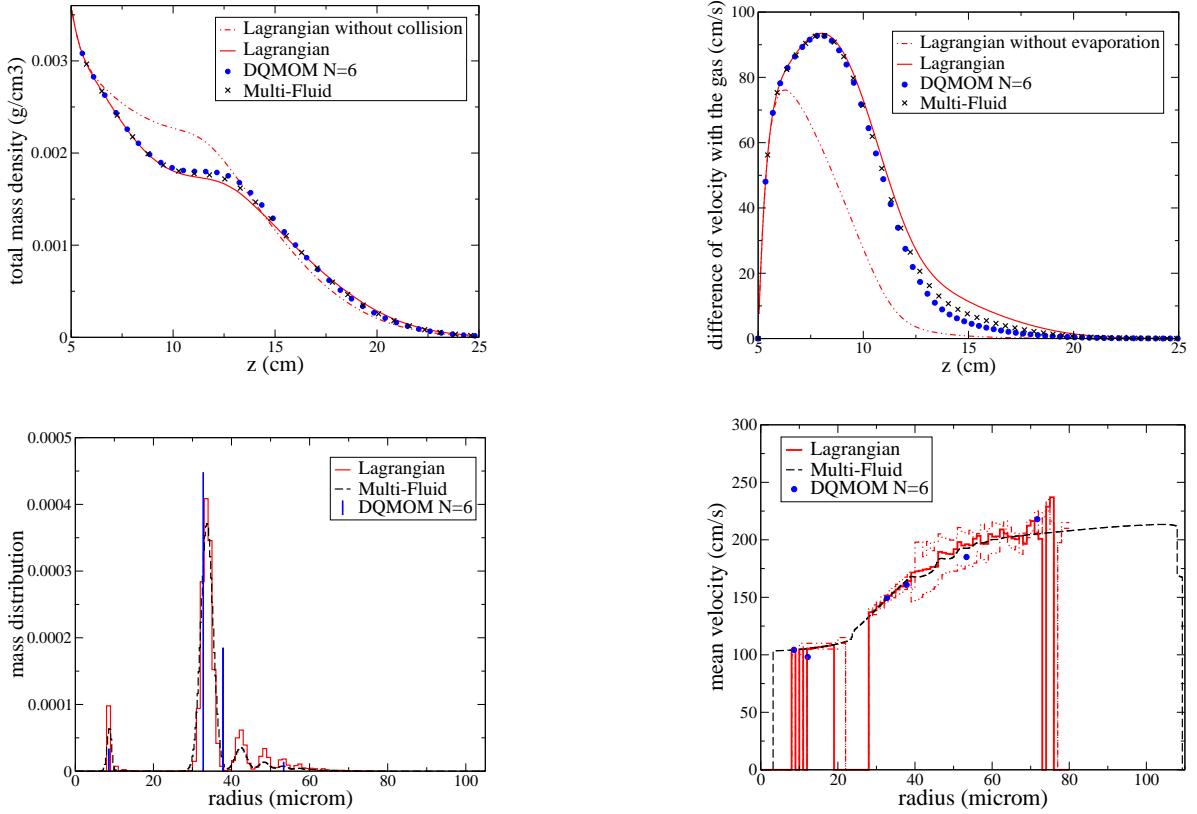 total mass density (g/cm3)
0.003
0.002
0.001
0
Lagrangian without collision
Lagrangian
DQMOM N=6
Multi-Fluid
5
10
15
20
25
z (cm)
difference of velocity with the gas (cm/s)
100
80
60
40
20
0
Lagrangian without evaporation
Lagrangian
DQMOM N=6
Multi-Fluid
5
10
15
20
25
z (cm)
mass distribution
0.0005
0.0004
0.0003
0.0002
0.0001
0
Lagrangian
Multi-Fluid
DQMOM N=6
0
20
40
60
80
100
radius (microm)
mean velocity (cm/s)
300
250
200
150
100
50
0
Lagrangian
Multi-Fluid
DQMOM N=6
0
20
40
60
80
100
radius (microm)